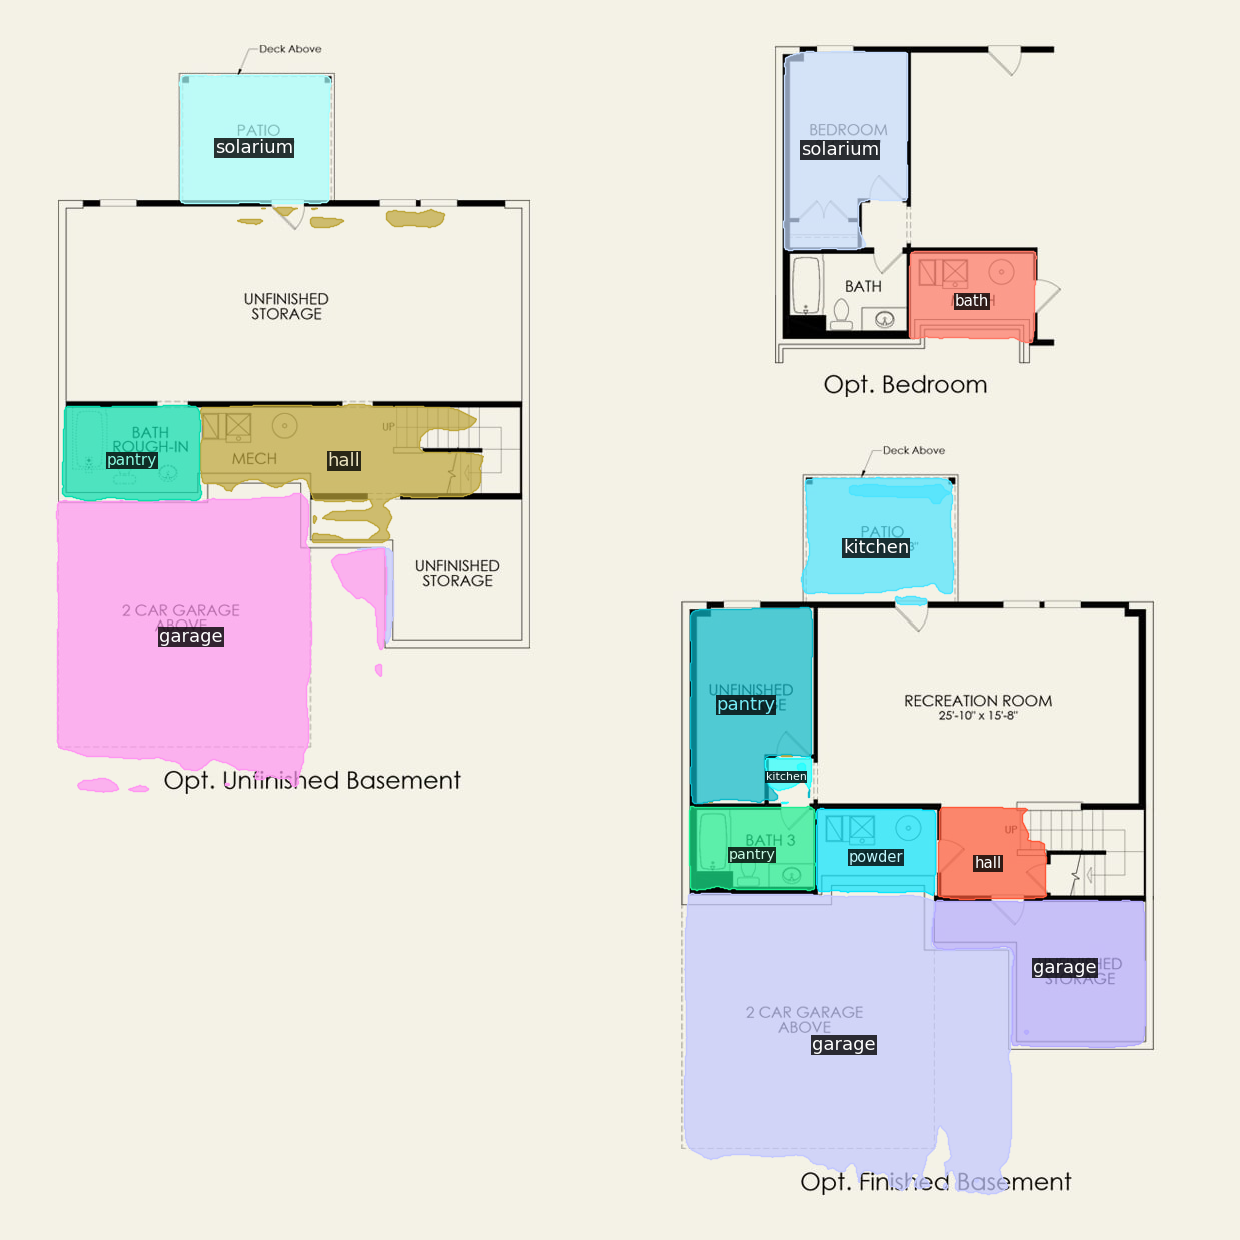 Deck Above
PATIO
solarium
UNFINISHED
STORAGE
BATH
ROUGH-IN
pantry
MECH
UP
hall
UNFINISHED
STORAGE
2 CAR GARAGE
ABOVE
garage
Opt. Unfinished Basement
BEDROOM
solarium
BATH
bath
Opt. Bedroom
Deck Above
PATIO
kitchen
UNFINISHED
pantry
kitchen
RECREATION ROOM
25'-10" x 15'-8"
BATH 3
pantry
powder
UP
hall
garage
STORAGE
2 CAR GARAGE
ABOVE
garage
Opt. Finished Basement